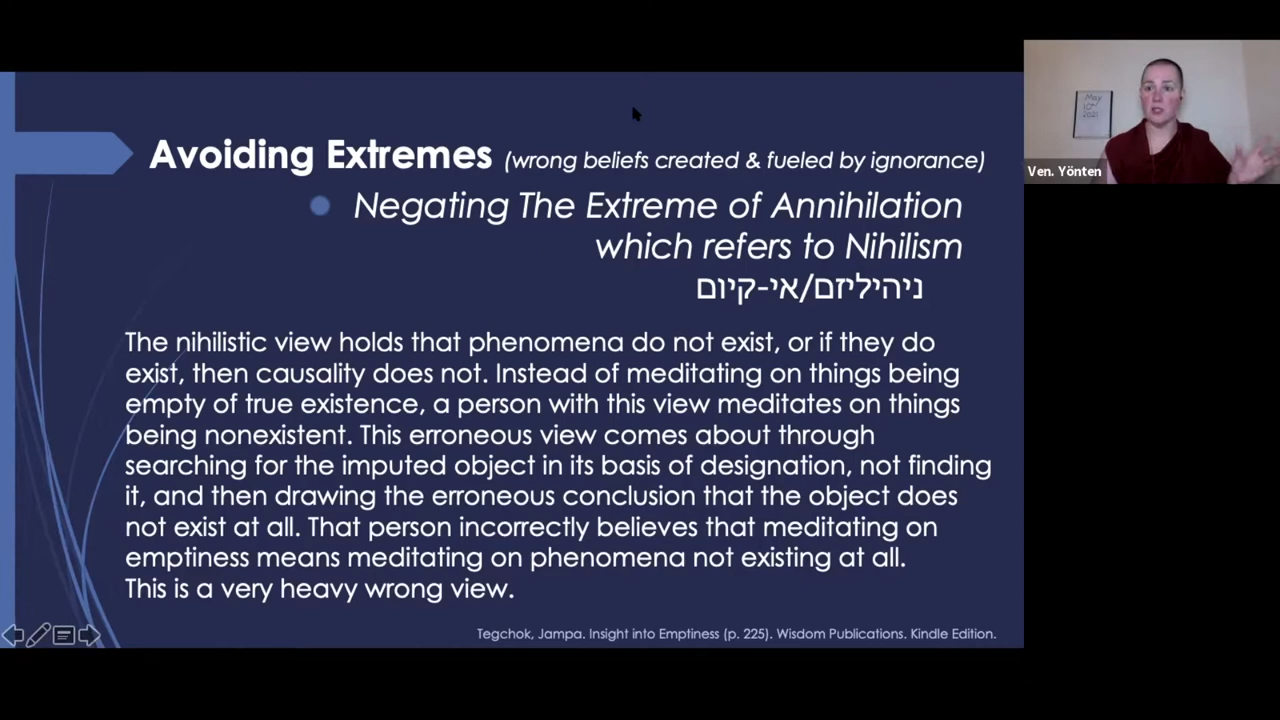 Avoiding Extremes (wrong beliefs created & fueled by ignorance)
Negating The Extreme of Annihilation
which refers to Nihilism
ניהיליזם/אי-קיום
The nihilistic view holds that phenomena do not exist, or if they do
exist, then causality does not. Instead of meditating on things being
empty of true existence, a person with this view meditates on things
being nonexistent. This erroneous view comes about through
searching for the imputed object in its basis of designation, not finding
it, and then drawing the erroneous conclusion that the object does
not exist at all. That person incorrectly believes that meditating on
emptiness means meditating on phenomena not existing at all.
This is a very heavy wrong view.
Tegchok, Jampa. Insight into Emptiness (p. 225). Wisdom Publications. Kindle Edition.
May
10th
2021
Ven. Yönten